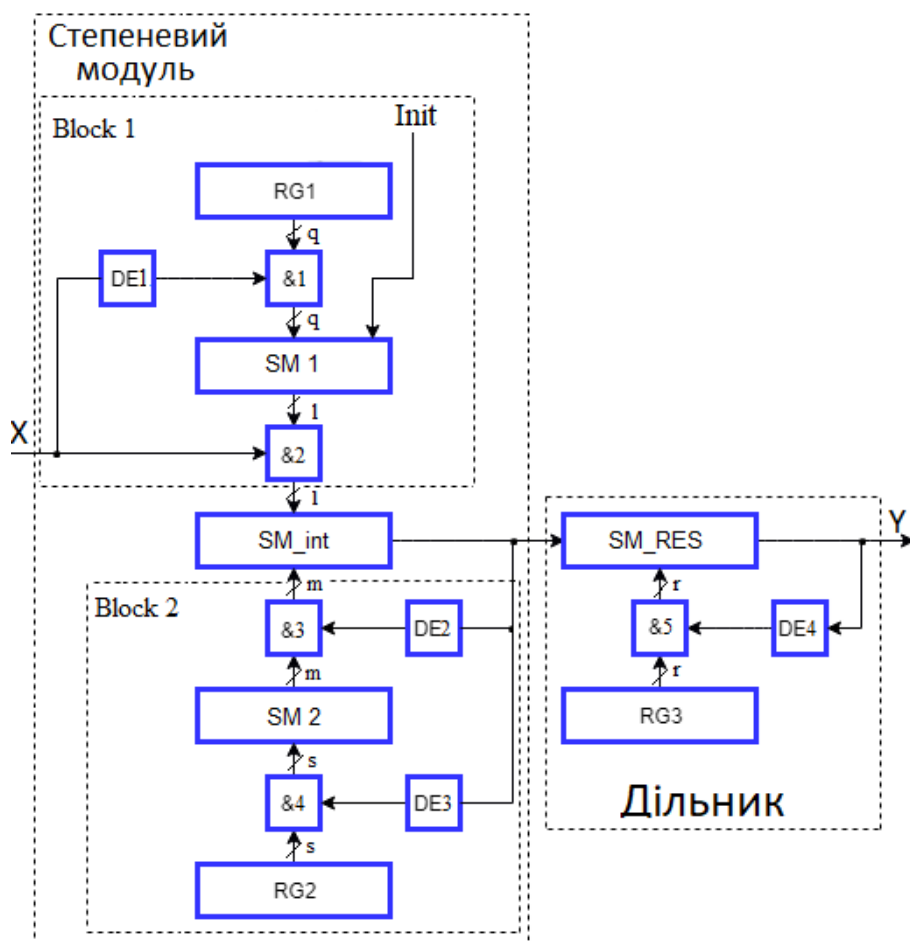 Степеневий
модуль
Block 1
Init
RG1
q
DE1
&1
q
SM 1
l
X
&2
l
SM_int
SM_RES
Y
m
r
Block 2
&3
DE2
&5
DE4
m
r
SM 2
RG3
s
&4
DE3
Дільник
s
RG2